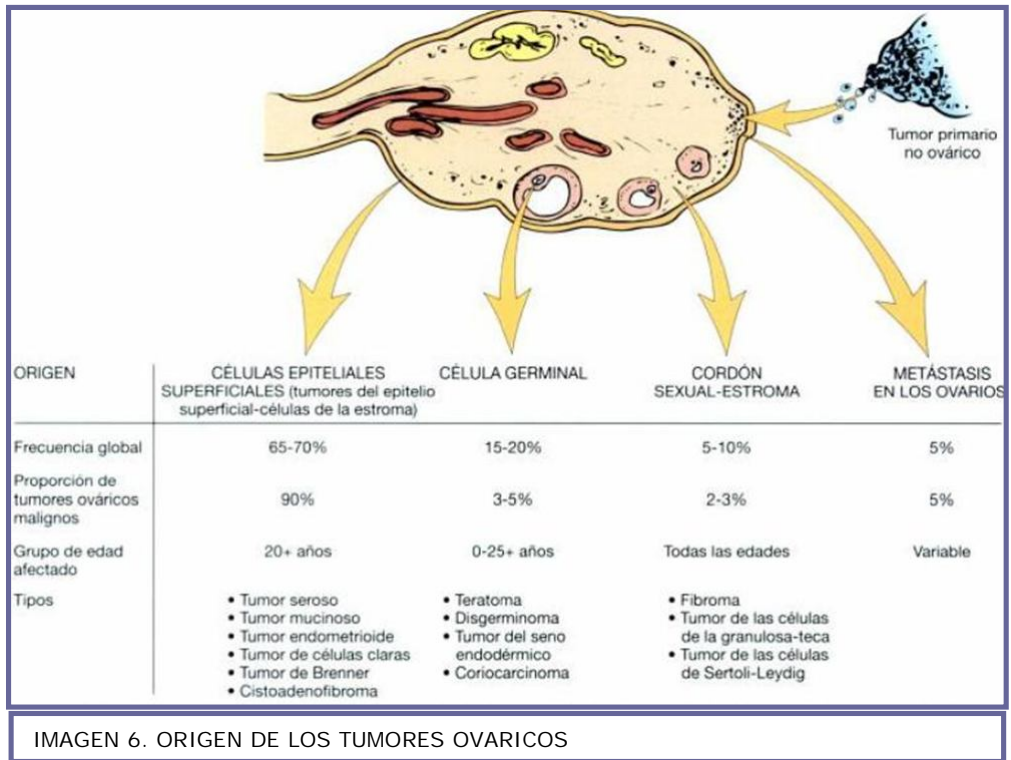 Tumor primario
no ovárico
ORIGEN
CÉLULAS EPITELIALES
SUPERFICIALES (tumores del epitelio
superficial-células de la estroma)
CÉLULA GERMINAL
CORDÓN
SEXUAL-ESTROMA
METÁSTASIS
EN LOS OVARIOS
Frecuencia global
65-70%
15-20%
5-10%
5%
Proporción de
tumores ováricos
malignos
90%
3-5%
2-3%
5%
Grupo de edad
afectado
20+ años
0-25+ años
Todas las edades
Variable
Tipos
• Tumor seroso
• Tumor mucinoso
• Tumor endometrioide
• Tumor de células claras
• Tumor de Brenner
• Cistoadenofibroma
• Teratoma
• Disgerminoma
• Tumor del seno
endodérmico
• Coriocarcinoma
• Fibroma
• Tumor de las células
de la granulosa-teca
• Tumor de las células
de Sertoli-Leydig
IMAGEN 6. ORIGEN DE LOS TUMORES OVARICOS